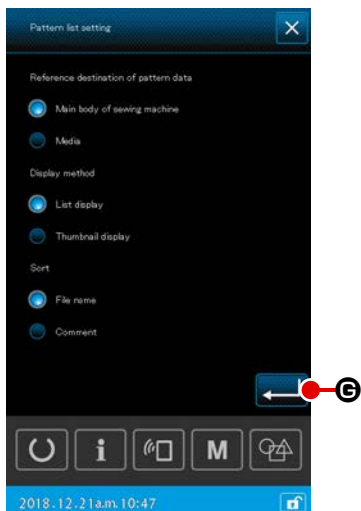 Pattern list setting
Reference destination of pattern data
Main body of sewing machine
Media
Display method
List display
Thumbnail display
Sort
File name
Comment
G
i M
2018.12.21a.m.10:47